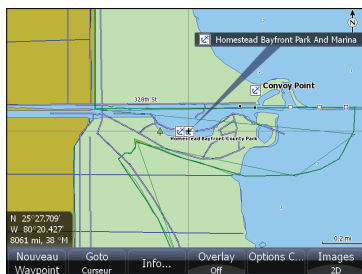 N
Homestead Bayfront Park And Marina
Convoy Point
328th St
Homestead Bayfront County Park
N 25°27.709'
W 80°20.427'
8061 mi, 38 °M
0.2 mi
Nouveau Waypoint
Goto
Curseur
Info...
Overlay
Off
Options C...
Images
2D